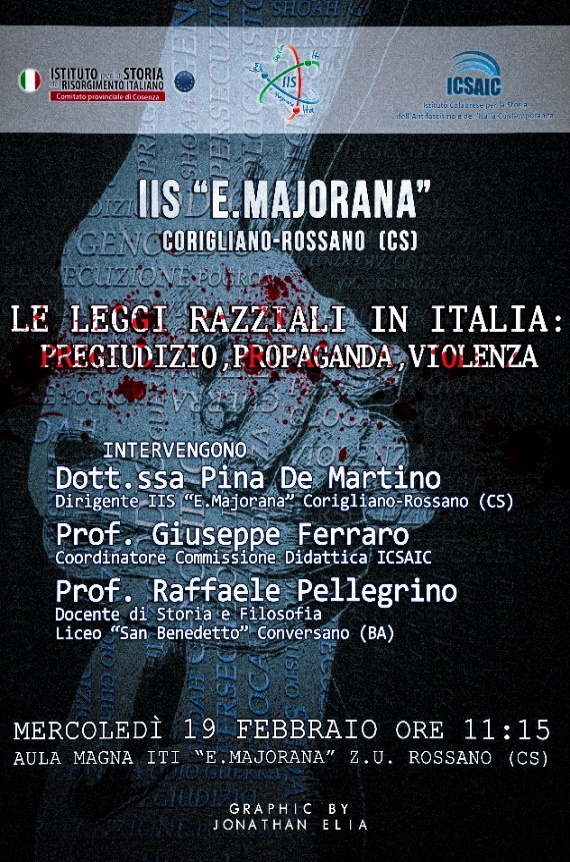 ISTITUTO per la STORIA
del RISORGIMENTO ITALIANO
Comitato provinciale di Cosenza
IIS
Iti
Ita
ICSAIC
Istituto Calabrese per la Storia
dell'Antifascismo e dell'Italia Contemporanea
IIS “E.MAJORANA”
CORIGLIANO-ROSSANO (CS)
LE LEGGI RAZZIALI IN ITALIA:
PREGIUDIZIO,PROPAGANDA,VIOLENZA
INTERVENGONO
Dott.ssa Pina De Martino
Dirigente IIS “E.Majorana” Corigliano-Rossano (CS)
Prof. Giuseppe Ferraro
Coordinatore Commissione Didattica ICSAIC
Prof. Raffaele Pellegrino
Docente di Storia e Filosofia
Liceo “San Benedetto” Conversano (BA)
MERCOLEDÌ 19 FEBBRAIO ORE 11:15
AULA MAGNA ITI “E.MAJORANA” Z.U. ROSSANO (CS)
GRAPHIC BY
JONATHAN ELIA